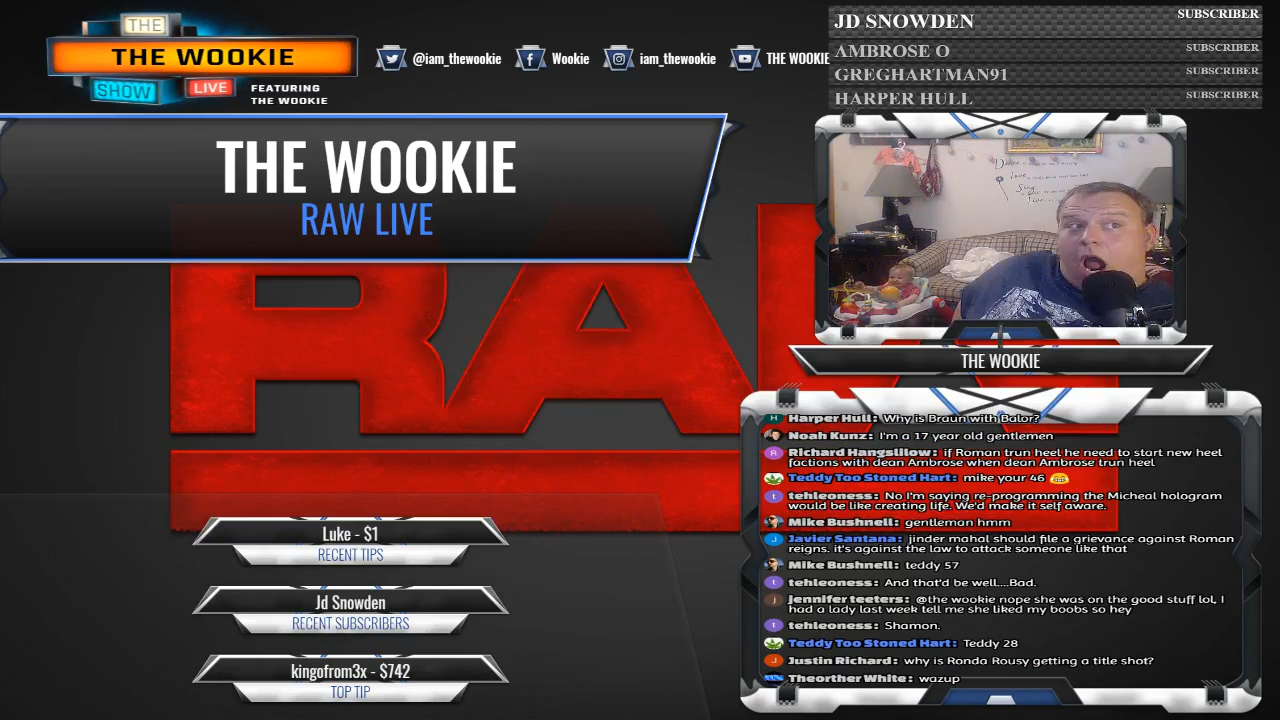 THE
THE WOOKIE
SHOW
LIVE
FEATURING
THE WOOKIE
@iam_thewookie
Wookie
iam_thewookie
THE WOOKIE
JD SNOWDEN SUBSCRIBER
AMBROSE O SUBSCRIBER
GREGHARTMAN91 SUBSCRIBER
HARPER HULL SUBSCRIBER
THE WOOKIE
RAW LIVE
RAW
Dance
love
Sing
THE WOOKIE
H Harper Hull: Why is Braun with Balor?
Noah Kunz: I'm a 17 year old gentlemen
R Richard Hangslilow: if Roman trun heel he need to start new heel
factions with dean Ambrose when dean Ambrose trun heel
Teddy Too Stoned Hart: mike your 46 😂
t tehleoness: No I'm saying re-programming the Micheal hologram
would be like creating life. We'd make it self aware.
Mike Bushnell: gentleman hmm
J Javier Santana: jinder mahal should file a grievance against Roman
reigns. it's against the law to attack someone like that
Mike Bushnell: teddy 57
t tehleoness: And that'd be well....Bad.
j jennifer teeters: @the wookie nope she was on the good stuff lol, I
had a lady last week tell me she liked my boobs so hey
t tehleoness: Shamon.
Teddy Too Stoned Hart: Teddy 28
J Justin Richard: why is Ronda Rousy getting a title shot?
Theorther White: wazup
Luke - $1
RECENT TIPS
Jd Snowden
RECENT SUBSCRIBERS
kingofrom3x - $742
TOP TIP